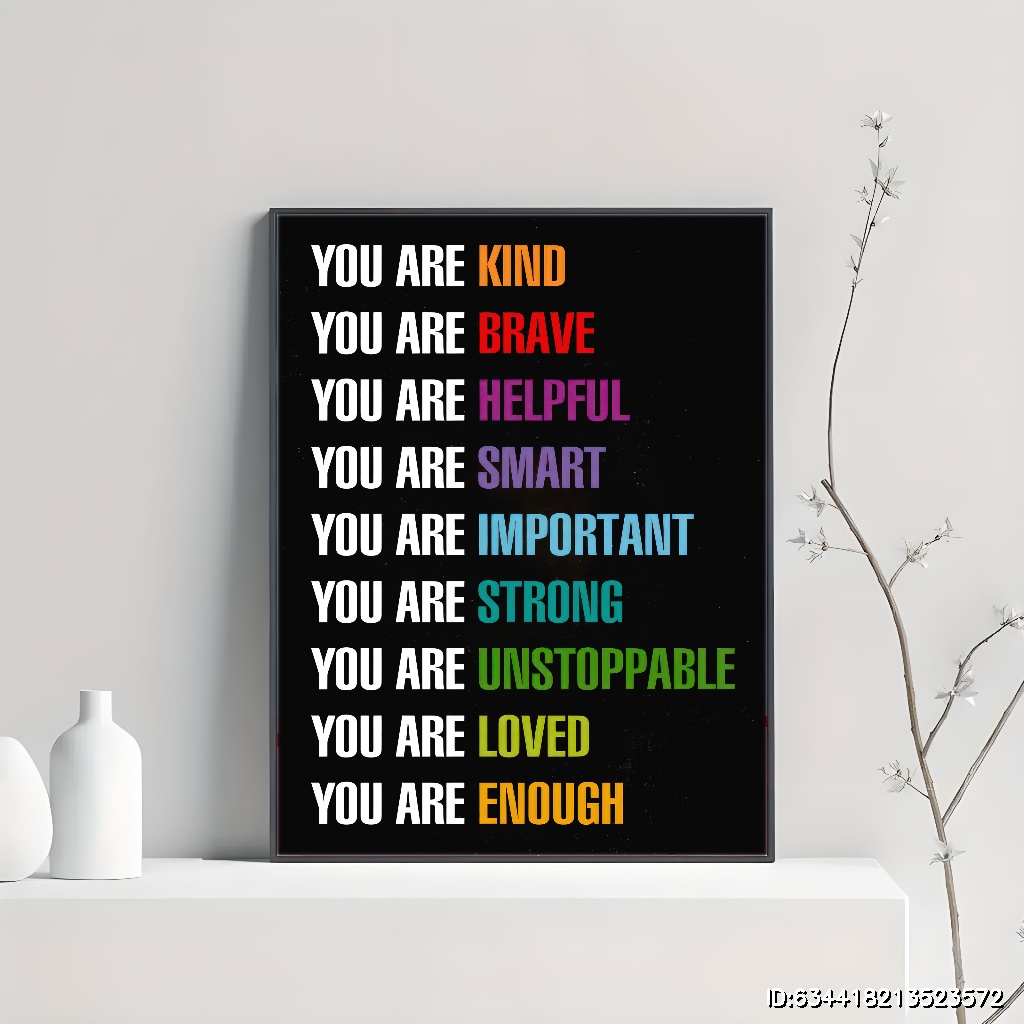 YOU ARE KIND
YOU ARE BRAVE
YOU ARE HELPFUL
YOU ARE SMART
YOU ARE IMPORTANT
YOU ARE STRONG
YOU ARE UNSTOPPABLE
YOU ARE LOVED
YOU ARE ENOUGH
ID:634418213523572